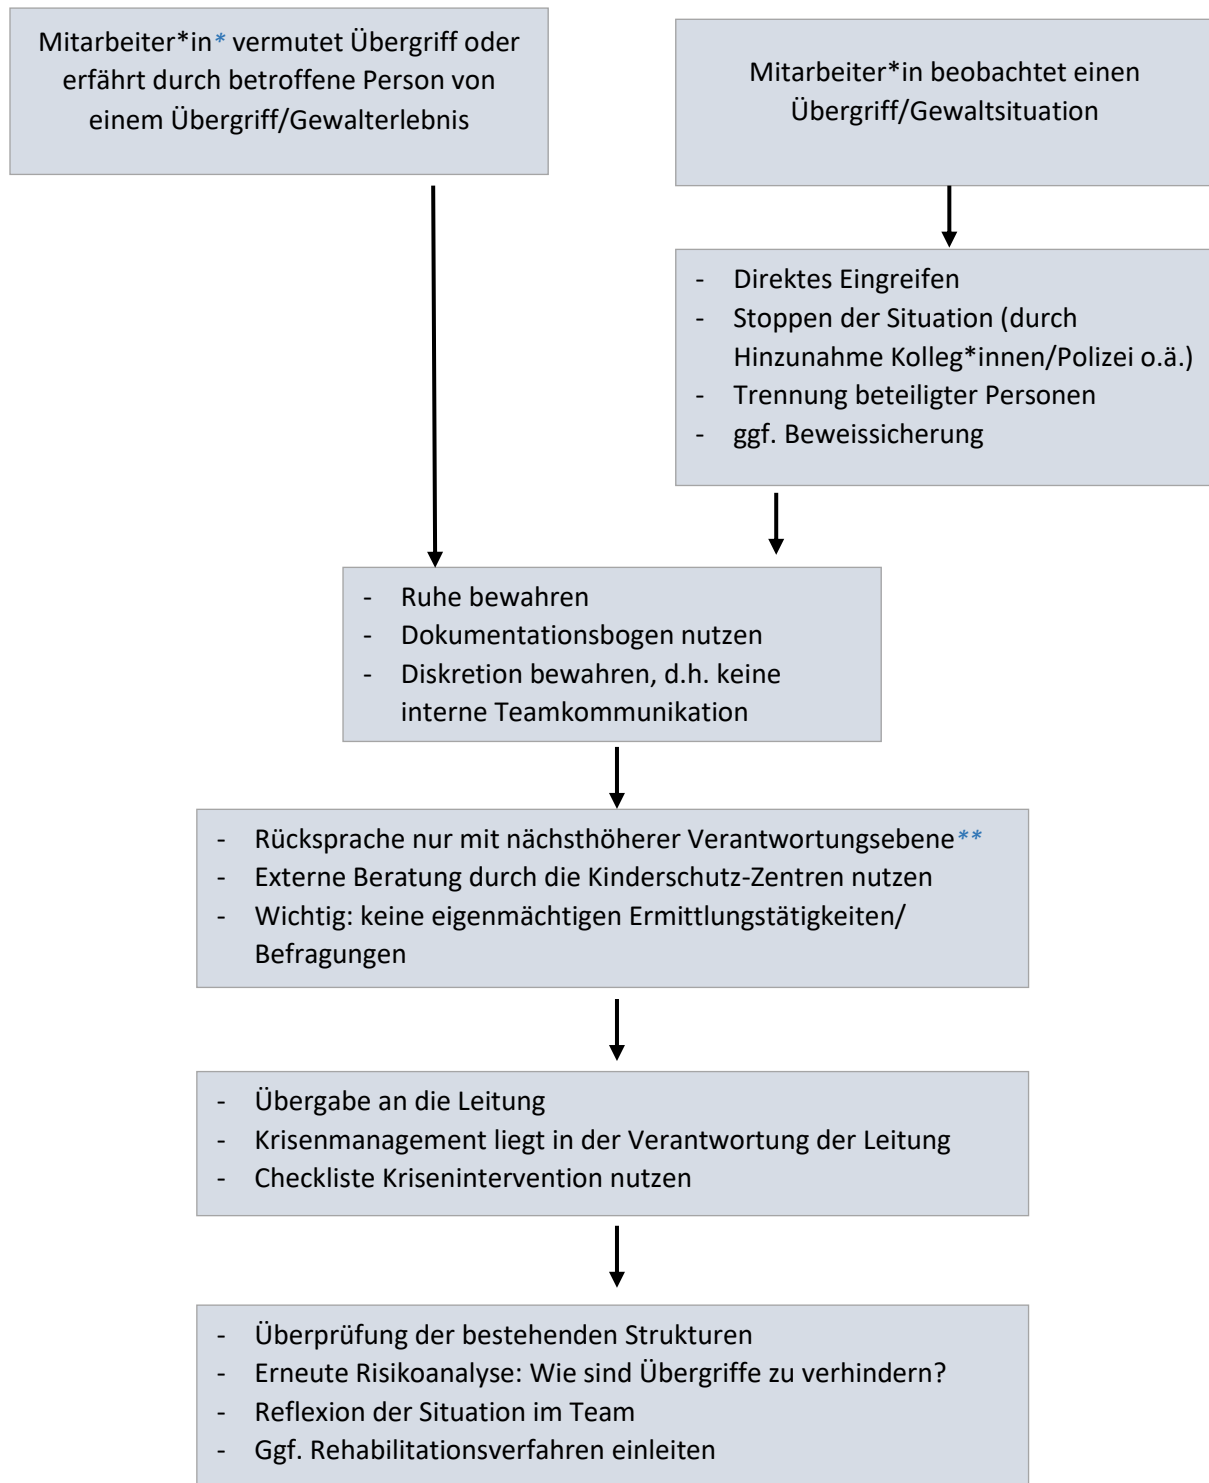 Mitarbeiter*in* vermutet Übergriff oder
erfährt durch betroffene Person von
einem Übergriff/Gewalterlebnis
Mitarbeiter*in beobachtet einen
Übergriff/Gewaltsituation
- Direktes Eingreifen
- Stoppen der Situation (durch
Hinzunahme Kolleg*innen/Polizei o.ä.)
- Trennung beteiligter Personen
- ggf. Beweissicherung
- Ruhe bewahren
- Dokumentationsbogen nutzen
- Diskretion bewahren, d.h. keine
interne Teamkommunikation
- Rücksprache nur mit nächsthöherer Verantwortungsebene**
- Externe Beratung durch die Kinderschutz-Zentren nutzen
- Wichtig: keine eigenmächtigen Ermittlungstätigkeiten/
Befragungen
- Übergabe an die Leitung
- Krisenmanagement liegt in der Verantwortung der Leitung
- Checkliste Krisenintervention nutzen
- Überprüfung der bestehenden Strukturen
- Erneute Risikoanalyse: Wie sind Übergriffe zu verhindern?
- Reflexion der Situation im Team
- Ggf. Rehabilitationsverfahren einleiten